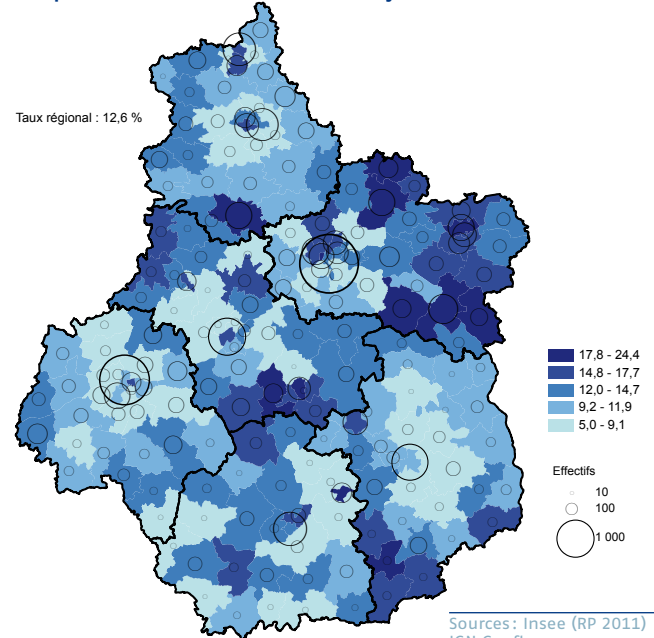 Taux régional : 12,6 %
17,8 - 24,4
14,8 - 17,7
12,0 - 14,7
9,2 - 11,9
5,0 - 9,1
Effectifs
10
100
1 000
Sources: Insee (RP 2011)